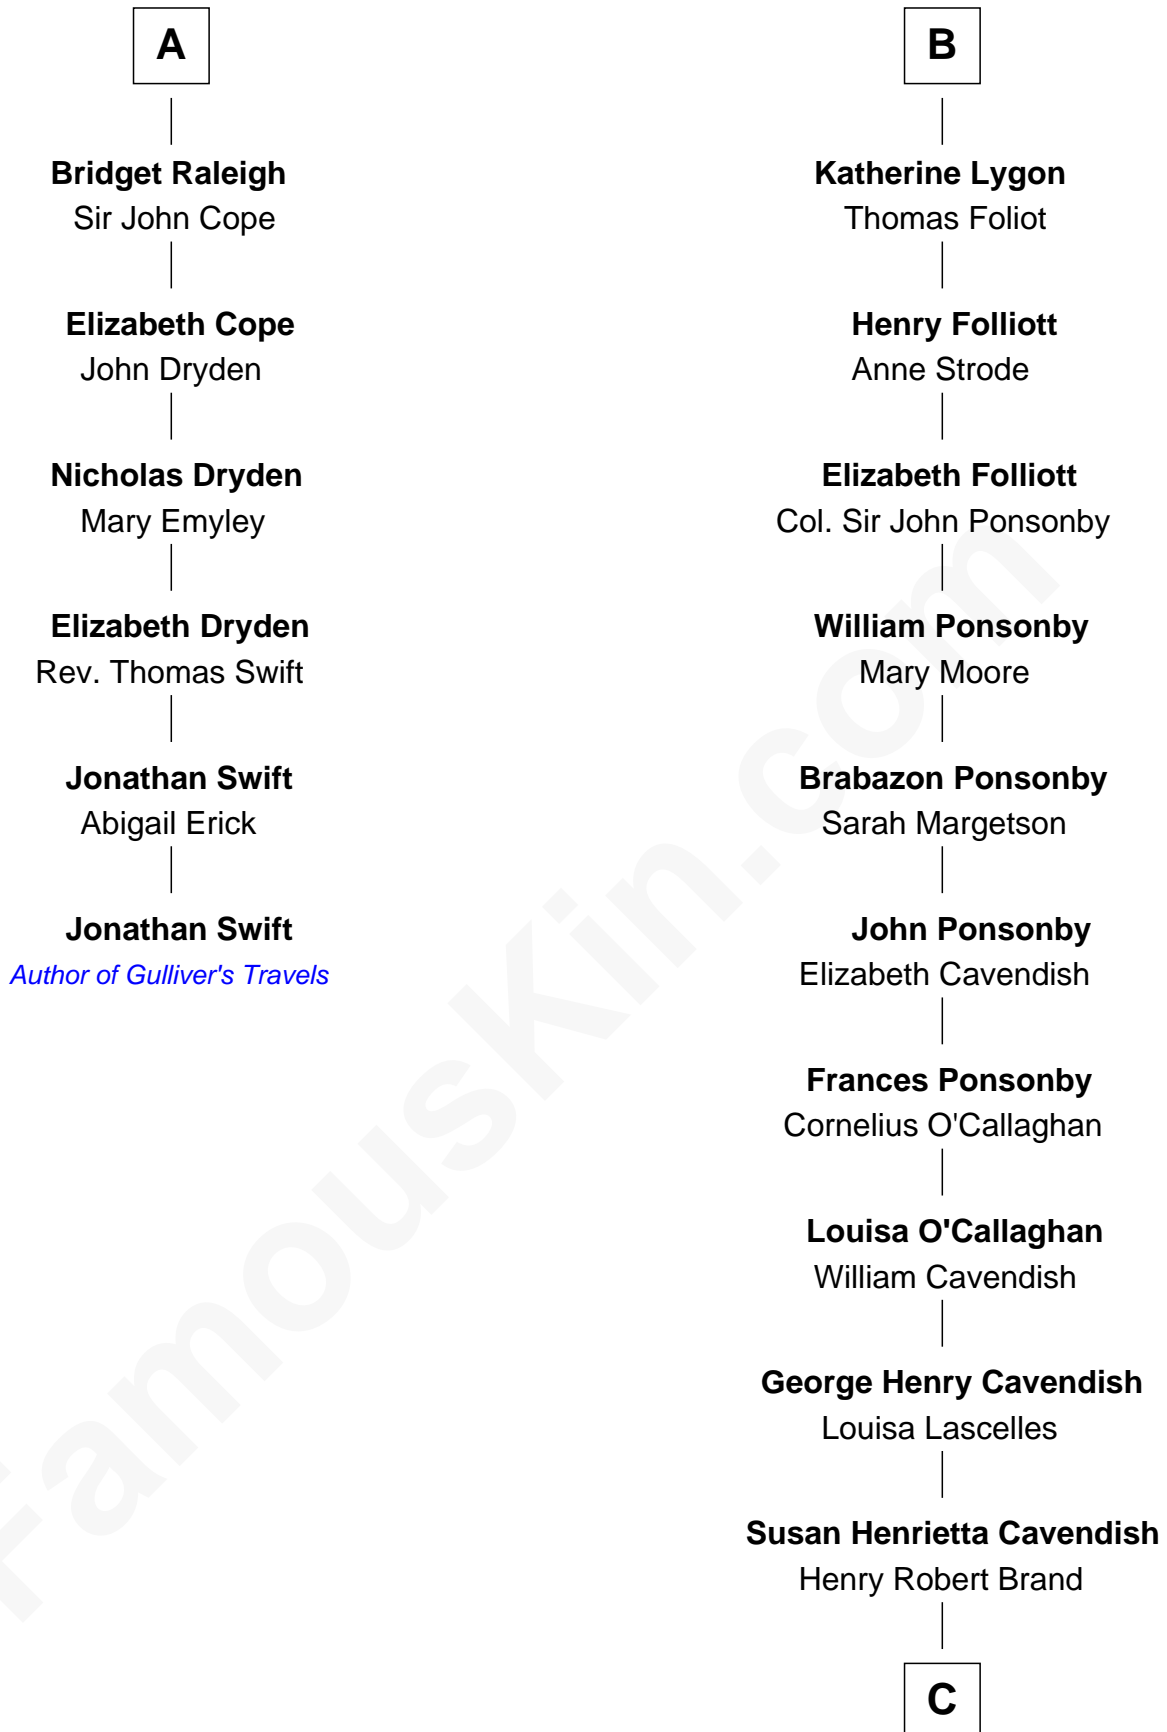 A
Bridget Raleigh
Sir John Cope
Elizabeth Cope
John Dryden
Nicholas Dryden
Mary Emyley
Elizabeth Dryden
Rev. Thomas Swift
Jonathan Swift
Abigail Erick
Jonathan Swift
Author of Gulliver's Travels
B
Katherine Lygon
Thomas Foliot
Henry Folliott
Anne Strode
Elizabeth Folliott
Col. Sir John Ponsonby
William Ponsonby
Mary Moore
Brabazon Ponsonby
Sarah Margetson
John Ponsonby
Elizabeth Cavendish
Frances Ponsonby
Cornelius O'Callaghan
Louisa O'Callaghan
William Cavendish
George Henry Cavendish
Louisa Lascelles
Susan Henrietta Cavendish
Henry Robert Brand
C
FamousKin.com